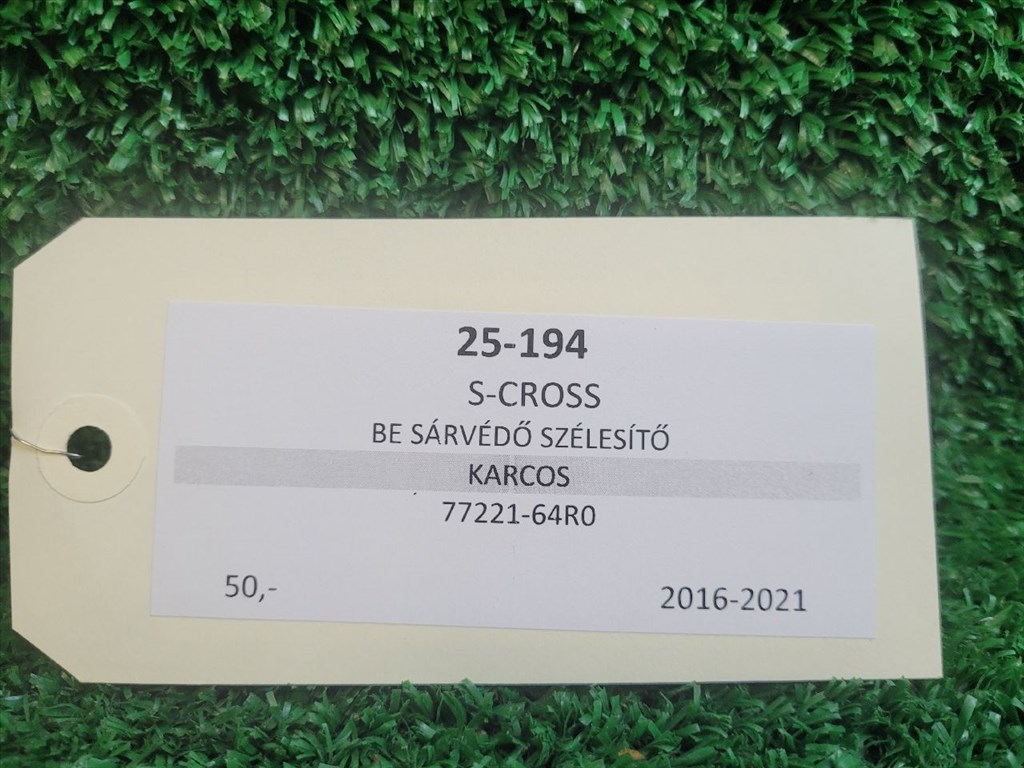 25-194
S-CROSS
BE SÁRVÉDŐ SZÉLESÍTŐ
KARCOS
77221-64R0
50,- 2016-2021